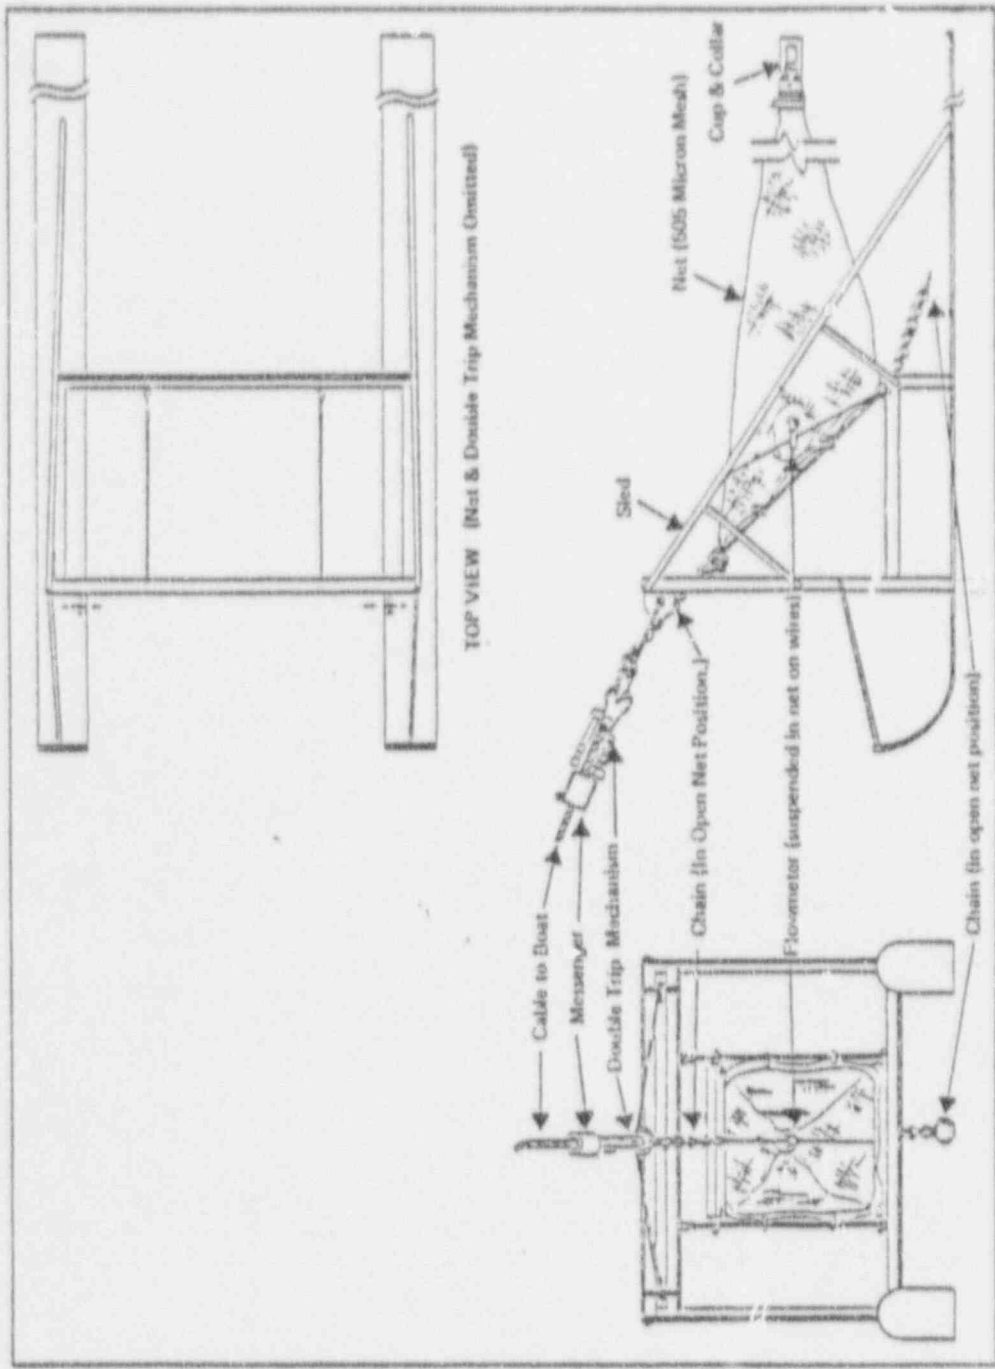 TOP VIEW (Net & Double Trip Mechanism Omitted)
Cup & Collar
Net (505 Micron Mesh)
Sled
Cable to Boat
Messenger
Double Trip Mechanism
Chain (In Open Net Position.)
Flowmeter (suspended in net on wires)
Chain (in open net position)